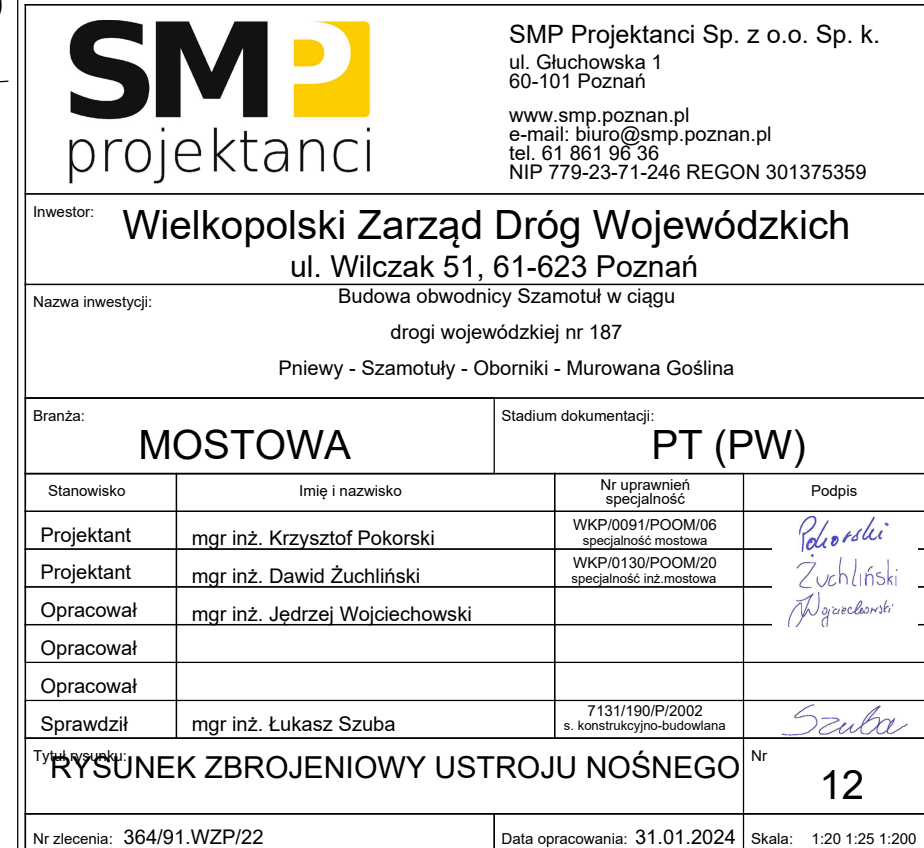 SMP
projektanci
SMP Projektanci Sp. z o.o. Sp. k.
ul. Głuchowska 1
60-101 Poznań
www.smp.poznan.pl
e-mail: biuro@smp.poznan.pl
tel. 61 861 96 36
NIP 779-23-71-246 REGON 301375359
Inwestor:
Wielkopolski Zarząd Dróg Wojewódzkich
ul. Wilczak 51, 61-623 Poznań
Nazwa inwestycji:
Budowa obwodnicy Szamotuł w ciągu
drogi wojewódzkiej nr 187
Pniewy - Szamotuły - Oborniki - Murowana Goślina
Branża:
MOSTOWA
Stadium dokumentacji:
PT (PW)
Stanowisko
Imię i nazwisko
Nr uprawnień
specjalność
Podpis
Projektant
mgr inż. Krzysztof Pokorski
WKP/0091/POOM/06
specjalność mostowa
Pokorski
Projektant
mgr inż. Dawid Żuchliński
WKP/0130/POOM/20
specjalność inż.mostowa
Żuchliński
Opracował
mgr inż. Jędrzej Wojciechowski
JWojciechowski
Opracował
Opracował
Sprawdził
mgr inż. Łukasz Szuba
7131/190/P/2002
s. konstrukcyjno-budowlana
Szuba
Tytuł rysunku:
RYSUNEK ZBROJENIOWY USTROJU NOŚNEGO
Nr
12
Nr zlecenia: 364/91.WZP/22
Data opracowania: 31.01.2024
Skala: 1:20 1:25 1:200